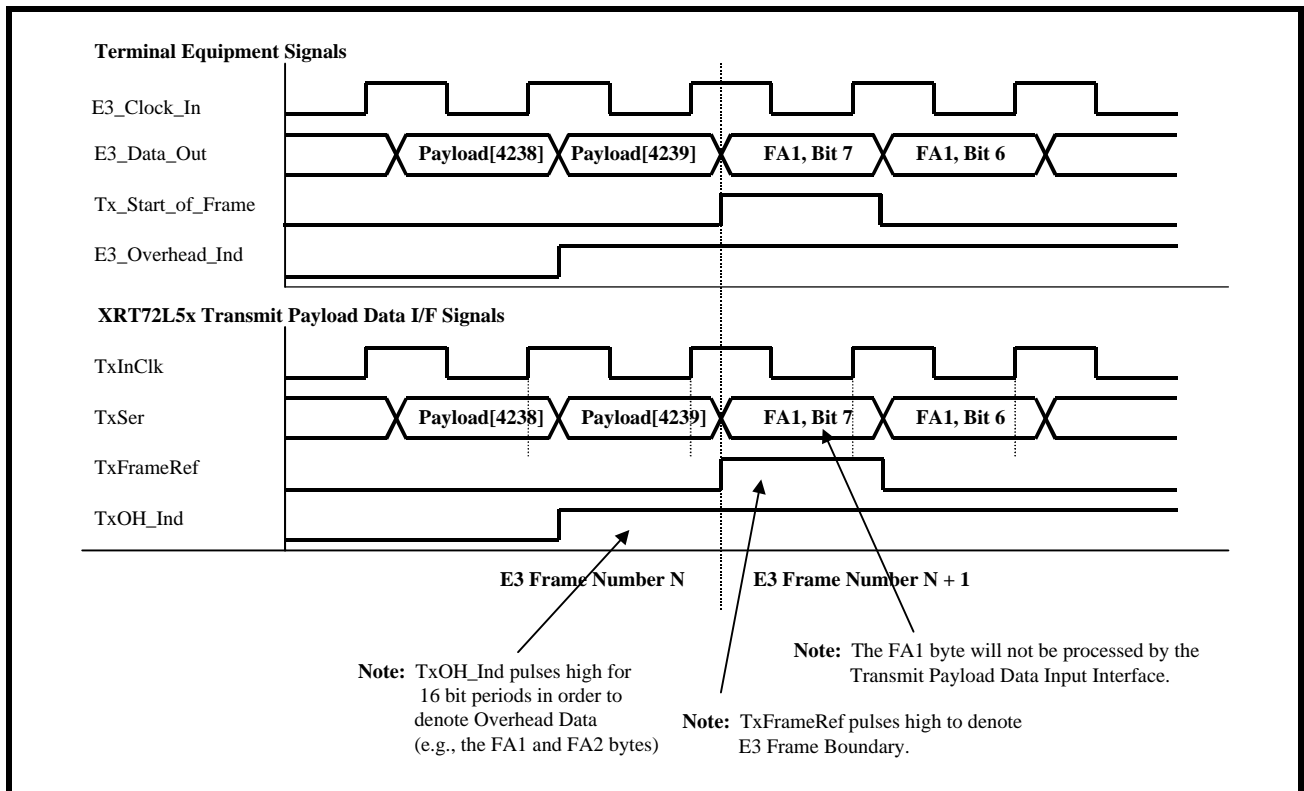 Terminal Equipment Signals
E3_Clock_In
E3_Data_Out
Payload[4238] Payload[4239] FA1, Bit 7 FA1, Bit 6
Tx_Start_of_Frame
E3_Overhead_Ind
XRT72L5x Transmit Payload Data I/F Signals
TxInClk
TxSer
Payload[4238] Payload[4239] FA1, Bit 7 FA1, Bit 6
TxFrameRef
TxOH_Ind
E3 Frame Number N E3 Frame Number N + 1
Note: The FA1 byte will not be processed by the
Transmit Payload Data Input Interface.
Note: TxOH_Ind pulses high for
16 bit periods in order to
denote Overhead Data
(e.g., the FA1 and FA2 bytes)
Note: TxFrameRef pulses high to denote
E3 Frame Boundary.